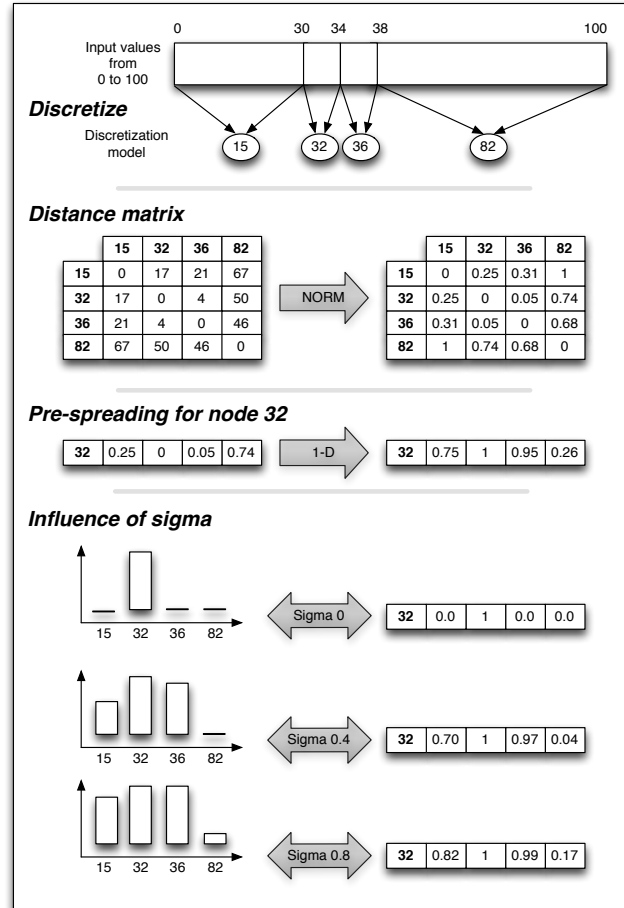 0 30 34 38 100
Input values
from
0 to 100
Discretize
Discretization
model
15 32 36 82
Distance matrix
15 32 36 82
15 0 17 21 67
32 17 0 4 50
36 21 4 0 46
82 67 50 46 0
NORM
15 32 36 82
15 0 0.25 0.31 1
32 0.25 0 0.05 0.74
36 0.31 0.05 0 0.68
82 1 0.74 0.68 0
Pre-spreading for node 32
32 0.25 0 0.05 0.74
1-D
32 0.75 1 0.95 0.26
Influence of sigma
15 32 36 82
Sigma 0
32 0.0 1 0.0 0.0
15 32 36 82
Sigma 0.4
32 0.70 1 0.97 0.04
15 32 36 82
Sigma 0.8
32 0.82 1 0.99 0.17